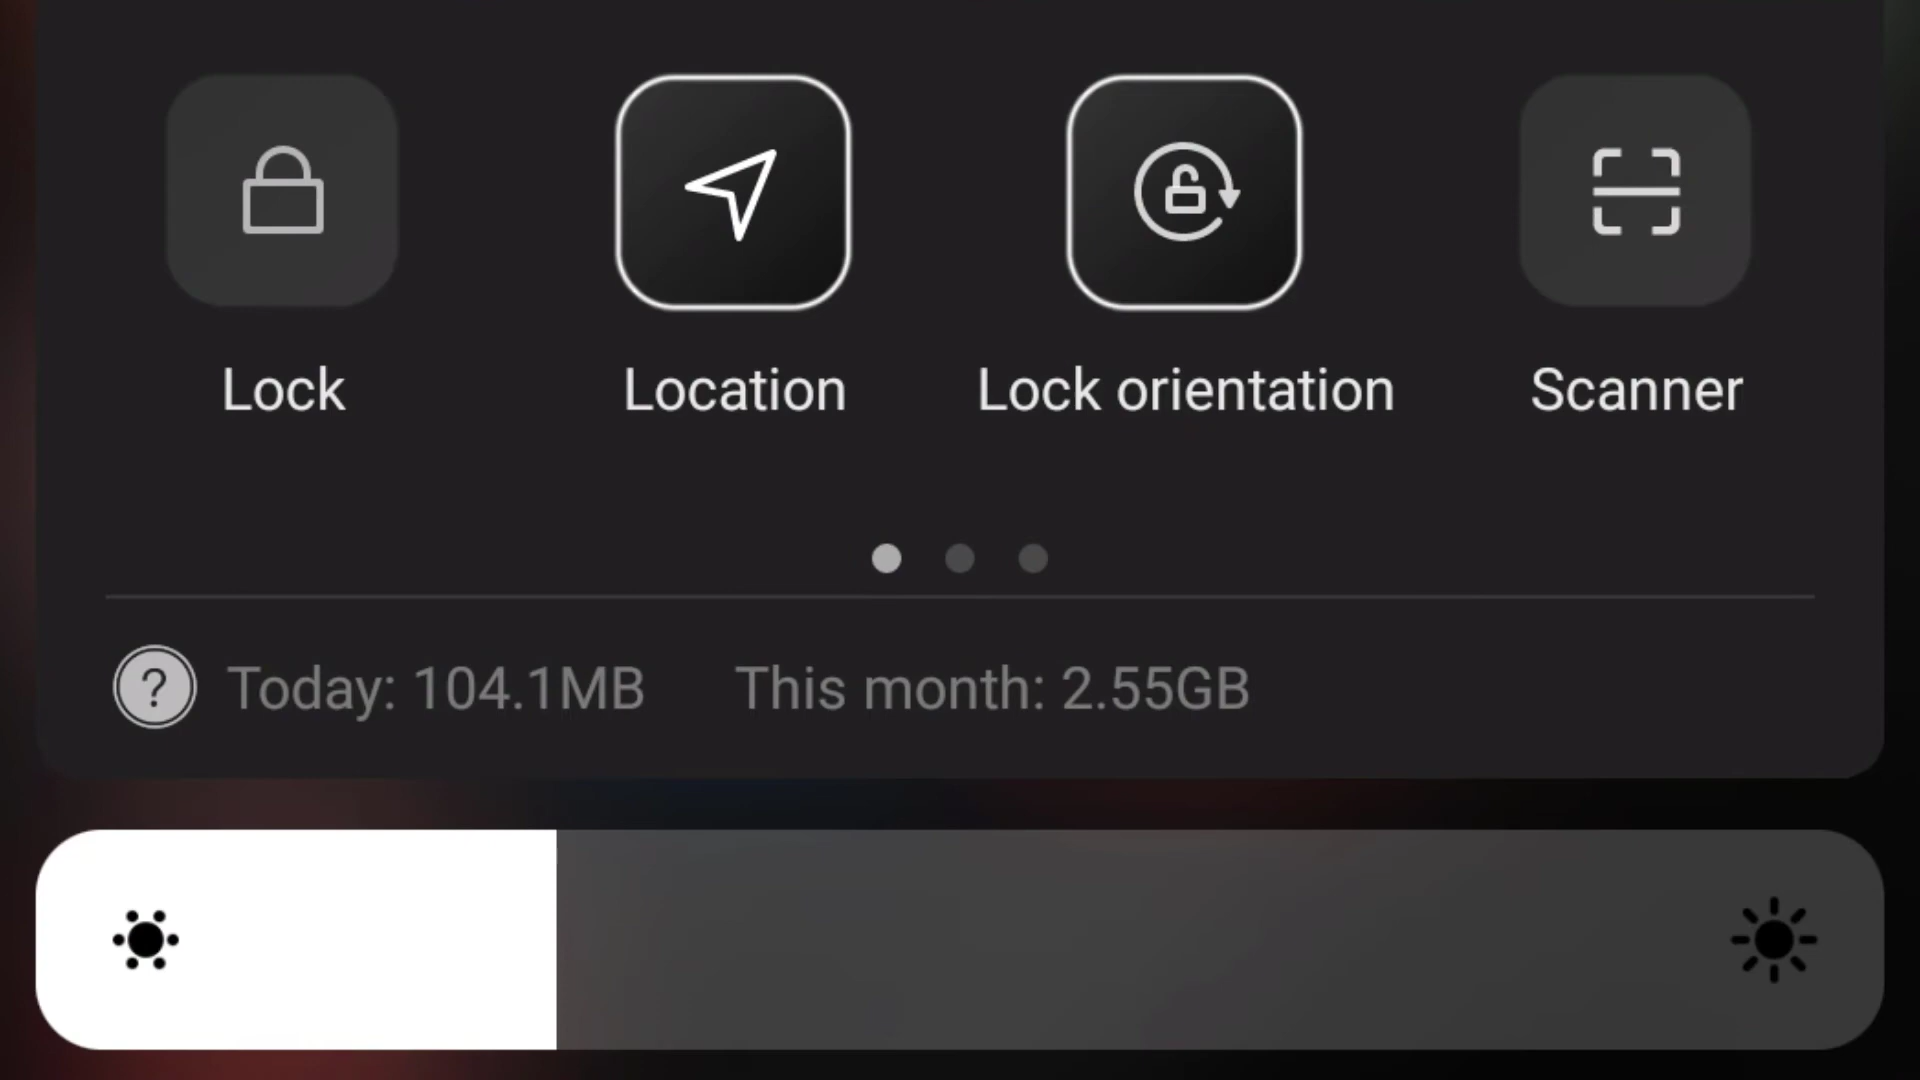 Lock Location Lock orientation Scanner
? Today: 104.1MB This month: 2.55GB